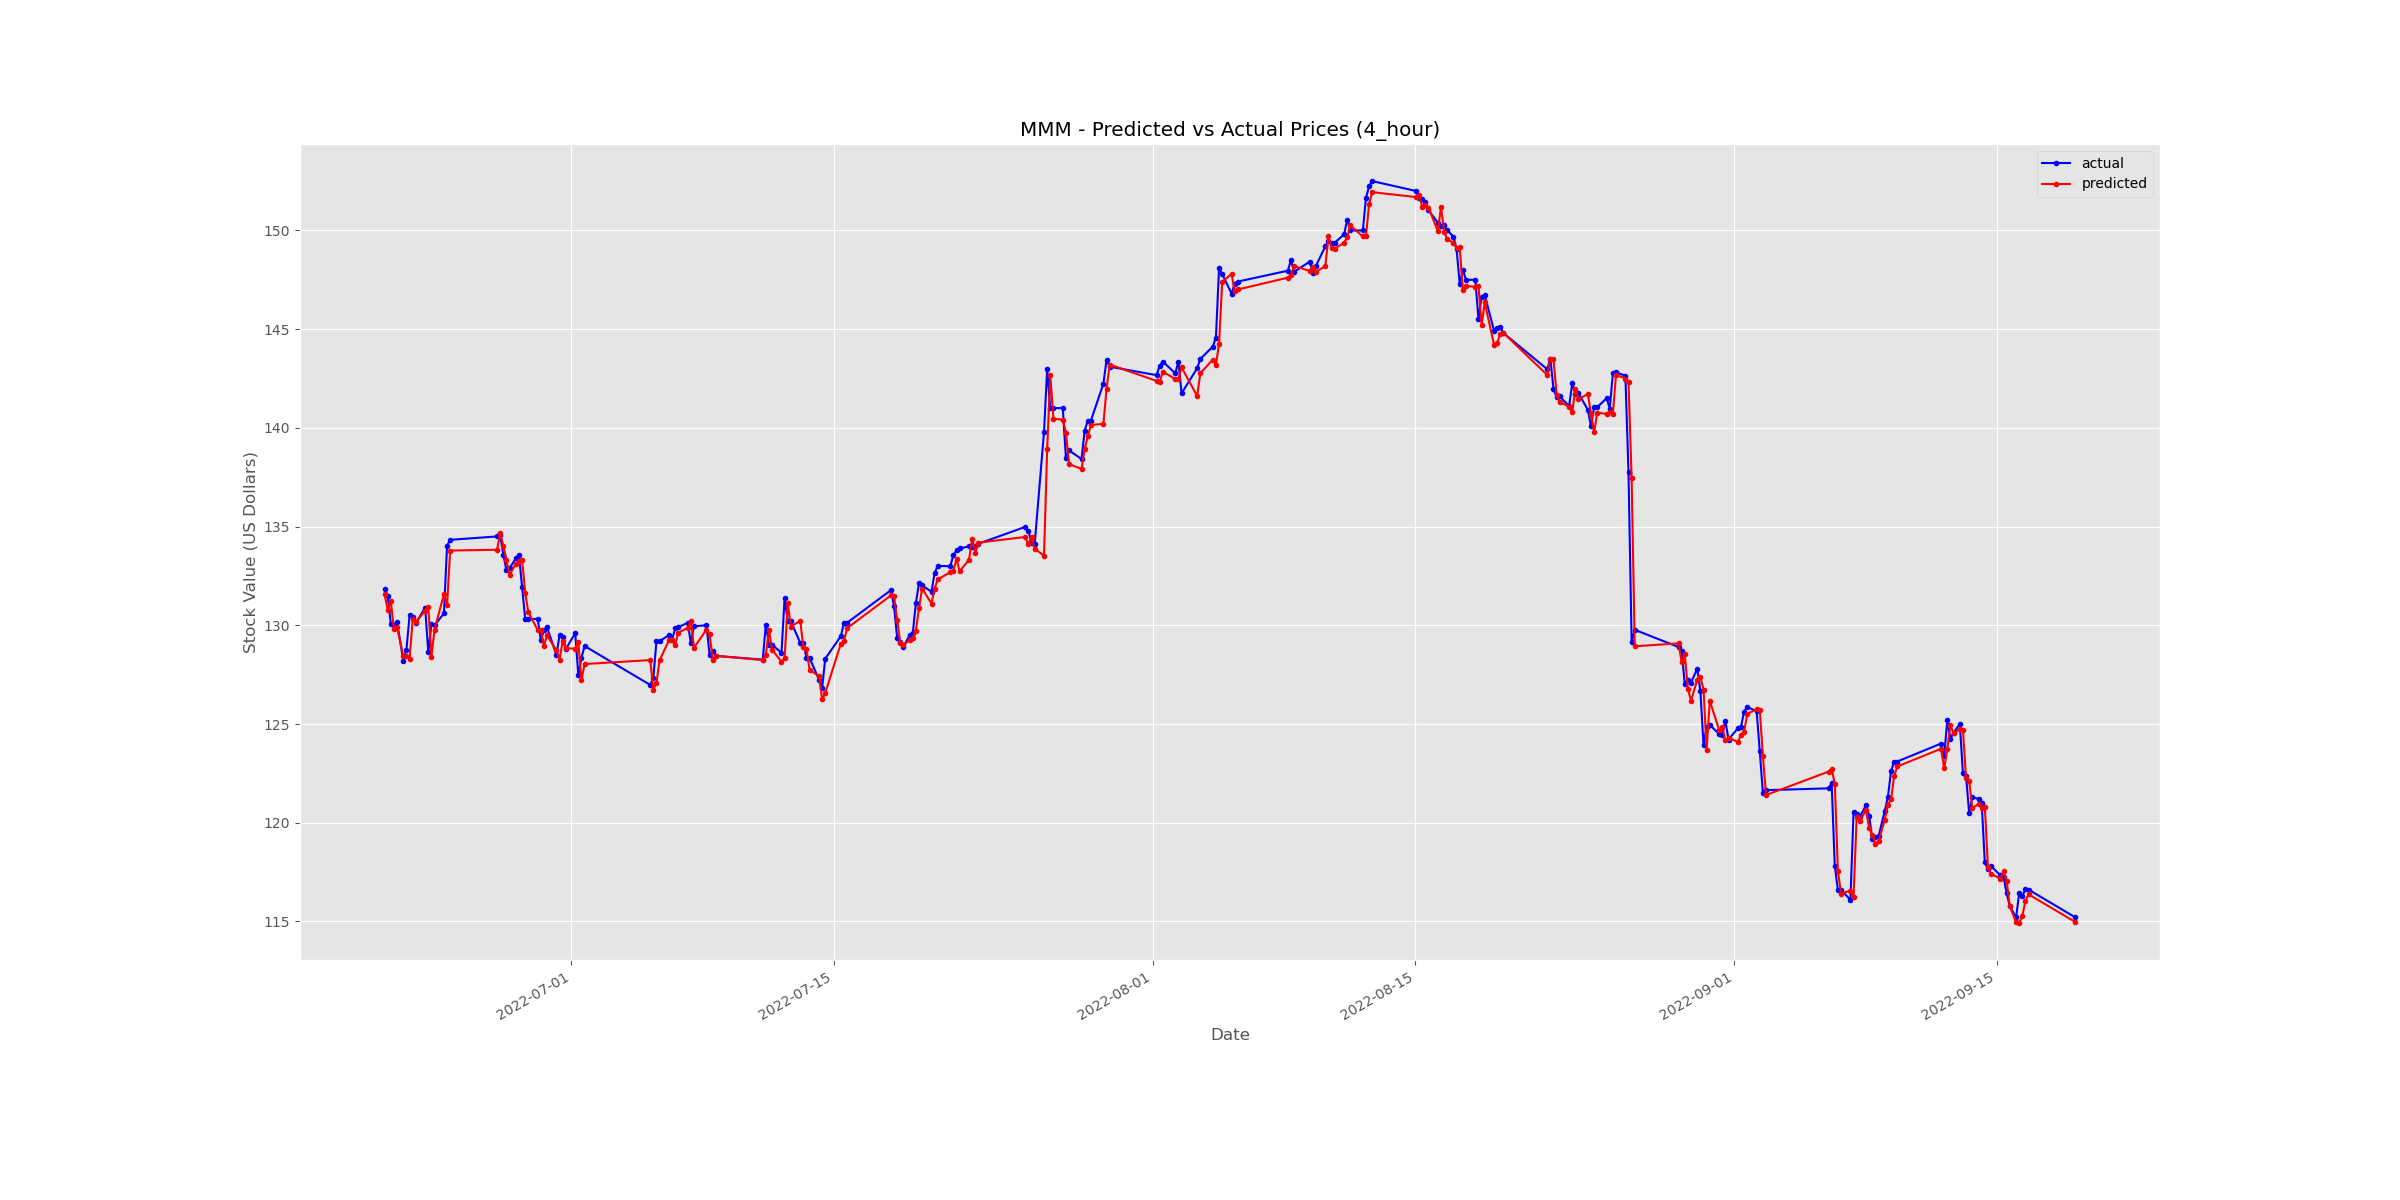 MMM - Predicted vs Actual Prices (4_hour)
actual
predicted
Stock Value (US Dollars)
150
145
140
135
130
125
120
115
2022-07-01
2022-07-15
2022-08-01
2022-08-15
2022-09-01
2022-09-15
Date